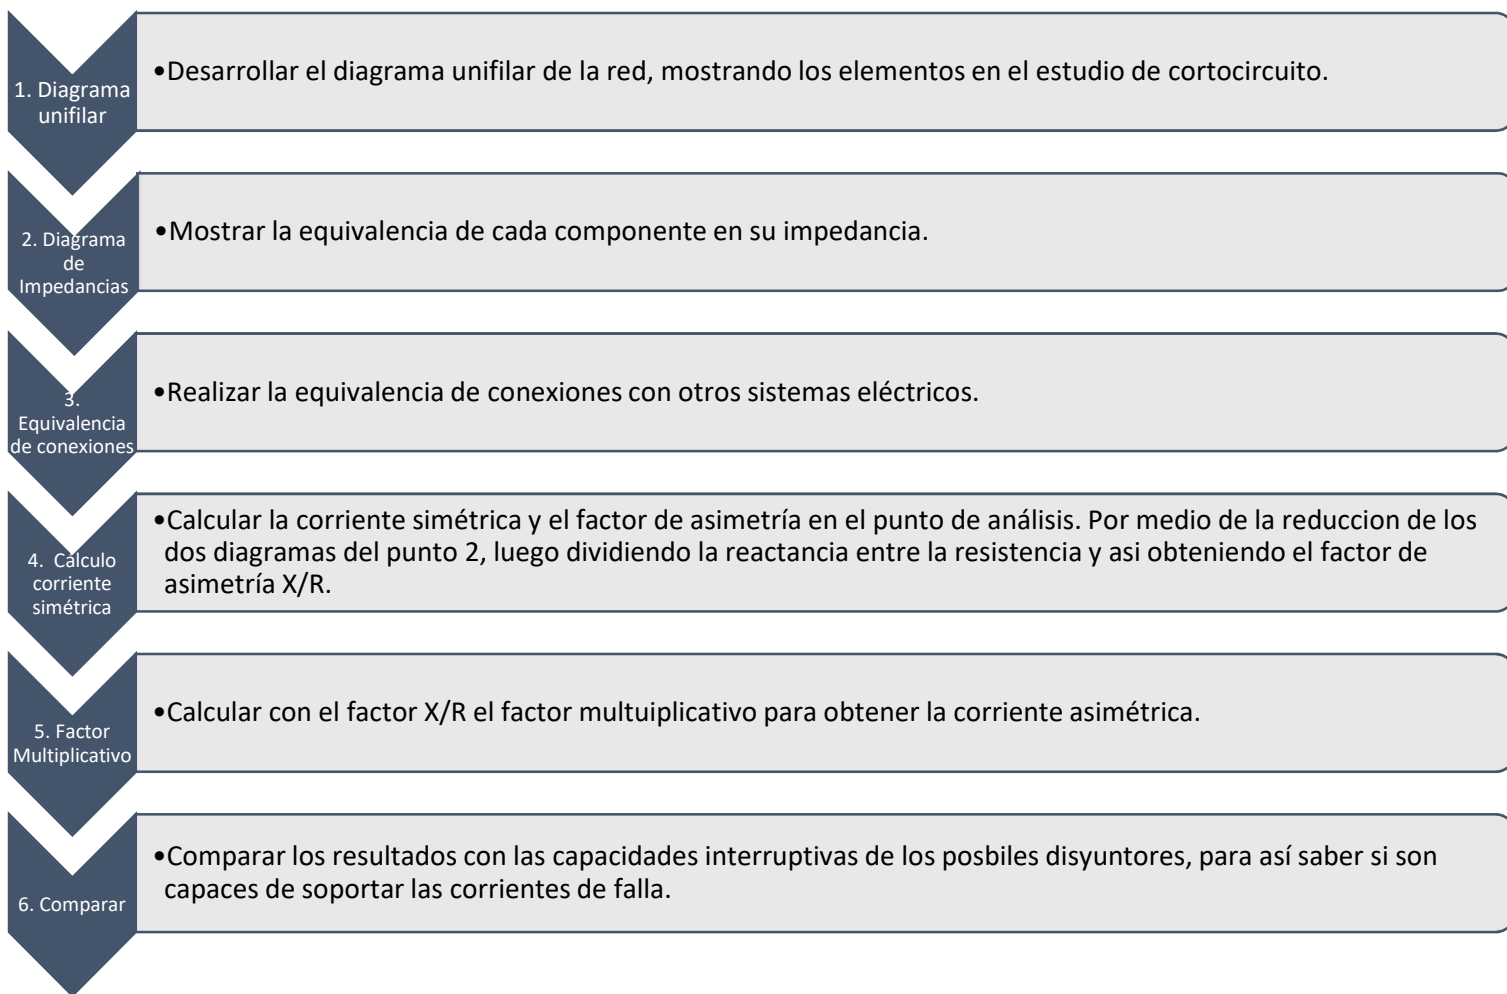 1. Diagrama
unifilar
•Desarrollar el diagrama unifilar de la red, mostrando los elementos en el estudio de cortocircuito.
2. Diagrama
de
Impedancias
•Mostrar la equivalencia de cada componente en su impedancia.
3.
Equivalencia
de conexiones
•Realizar la equivalencia de conexiones con otros sistemas eléctricos.
4. Cálculo
corriente
simétrica
•Calcular la corriente simétrica y el factor de asimetría en el punto de análisis. Por medio de la reduccion de los
dos diagramas del punto 2, luego dividiendo la reactancia entre la resistencia y asi obteniendo el factor de
asimetría X/R.
5. Factor
Multiplicativo
•Calcular con el factor X/R el factor multuiplicativo para obtener la corriente asimétrica.
6. Comparar
•Comparar los resultados con las capacidades interruptivas de los posbiles disyuntores, para así saber si son
capaces de soportar las corrientes de falla.